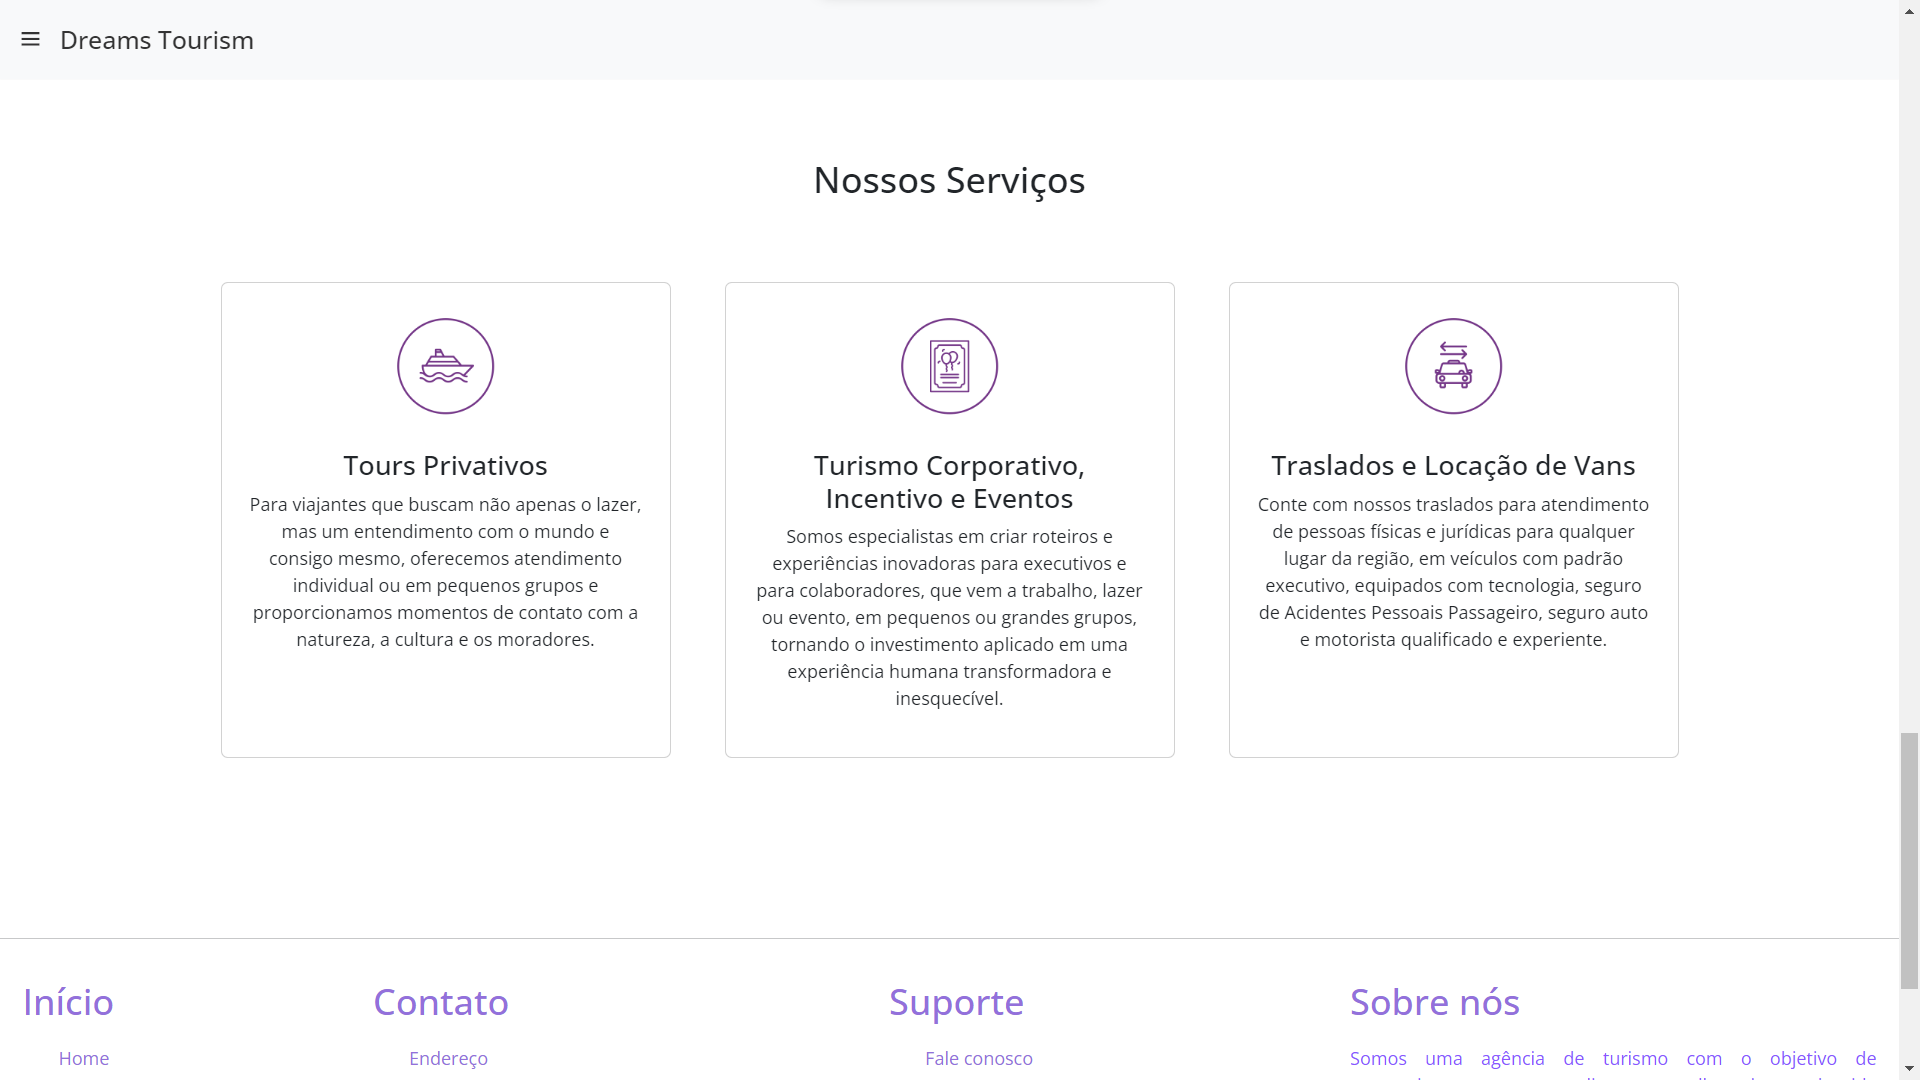 Dreams Tourism
Nossos Serviços
Tours Privativos
Para viajantes que buscam não apenas o lazer,
mas um entendimento com o mundo e
consigo mesmo, oferecemos atendimento
individual ou em pequenos grupos e
proporcionamos momentos de contato com a
natureza, a cultura e os moradores.
Turismo Corporativo,
Incentivo e Eventos
Somos especialistas em criar roteiros e
experiências inovadoras para executivos e
para colaboradores, que vem a trabalho, lazer
ou evento, em pequenos ou grandes grupos,
tornando o investimento aplicado em uma
experiência humana transformadora e
inesquecível.
Traslados e Locação de Vans
Conte com nossos traslados para atendimento
de pessoas físicas e jurídicas para qualquer
lugar da região, em veículos com padrão
executivo, equipados com tecnologia, seguro
de Acidentes Pessoais Passageiro, seguro auto
e motorista qualificado e experiente.
Início
Home
Contato
Endereço
Suporte
Fale conosco
Sobre nós
Somos uma agência de turismo com o objetivo de